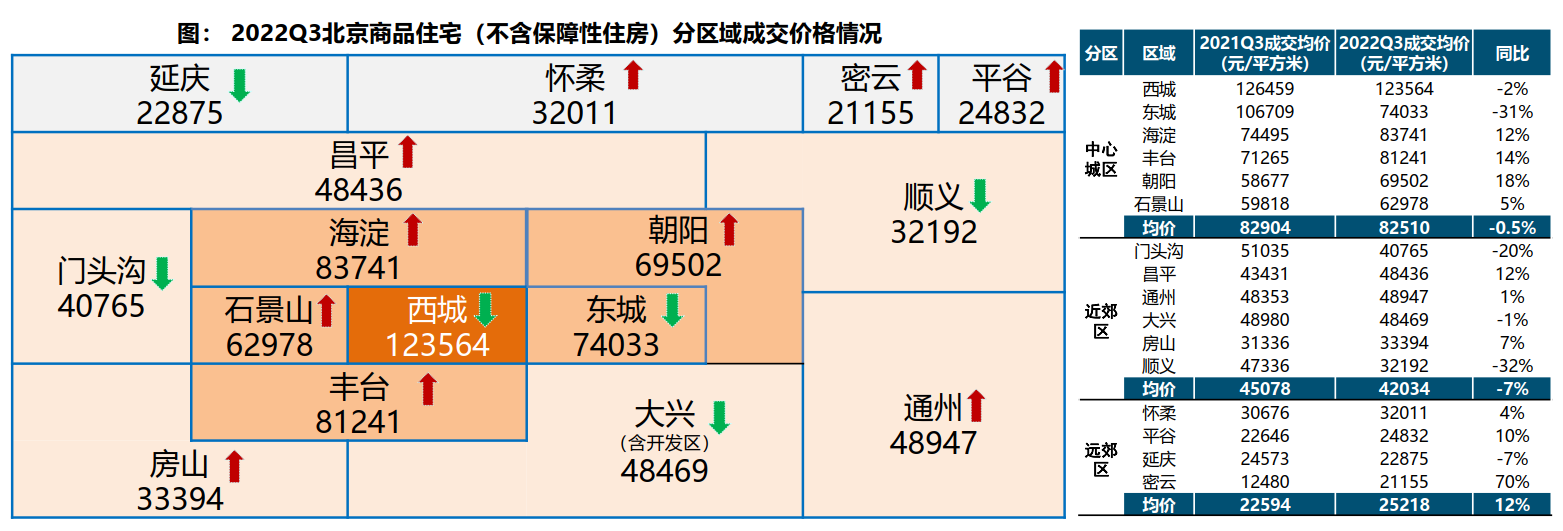 图： 2022Q3北京商品住宅（不含保障性住房）分区域成交价格情况
延庆
22875
怀柔
32011
密云
21155
平谷
24832
昌平
48436
顺义
32192
门头沟
40765
海淀
83741
朝阳
69502
石景山
62978
西城
123564
东城
74033
丰台
81241
大兴
（含开发区）
48469
通州
48947
房山
33394
分区 区域 2021Q3成交均价（元/平方米） 2022Q3成交均价（元/平方米） 同比
中心城区
西城 126459 123564 -2%
东城 106709 74033 -31%
海淀 74495 83741 12%
丰台 71265 81241 14%
朝阳 58677 69502 18%
石景山 59818 62978 5%
均价 82904 82510 -0.5%
近郊区
门头沟 51035 40765 -20%
昌平 43431 48436 12%
通州 48353 48947 1%
大兴 48980 48469 -1%
房山 31336 33394 7%
顺义 47336 32192 -32%
均价 45078 42034 -7%
远郊区
怀柔 30676 32011 4%
平谷 22646 24832 10%
延庆 24573 22875 -7%
密云 12480 21155 70%
均价 22594 25218 12%